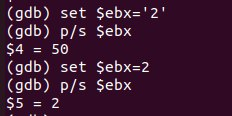 (gdb) set $ebx='2'
(gdb) p/s $ebx
$4 = 50
(gdb) set $ebx=2
(gdb) p/s $ebx
$5 = 2